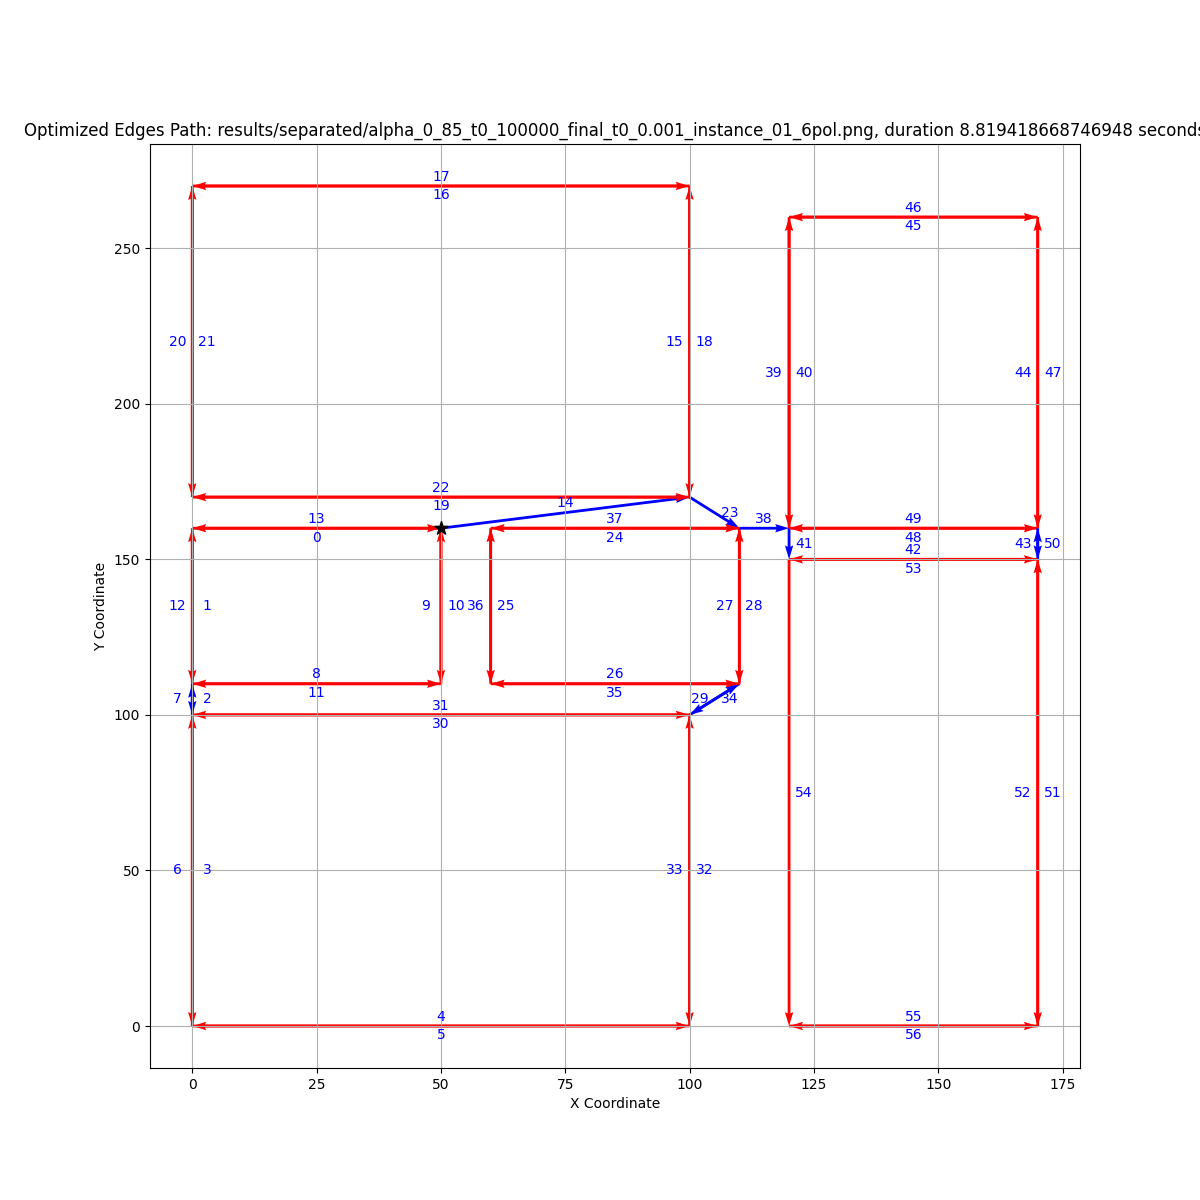 Optimized Edges Path: results/separated/alpha_0_85_t0_100000_final_t0_0.001_instance_01_6pol.png, duration 8.819418668746948 seconds
17
16
46
45
250
20 21 15 18
39 40 44 47
200
22
19
14
23
13 37 38 49
0 24 48
41 43 50
42
150
53
12 1 9 10 36 25 27 28
8 26
11 35
7 2 29 34
31
100
30
54 52 51
6 3 33 32
50
4 55
0
5 56
0 25 50 75 100 125 150 175
X Coordinate
Y Coordinate